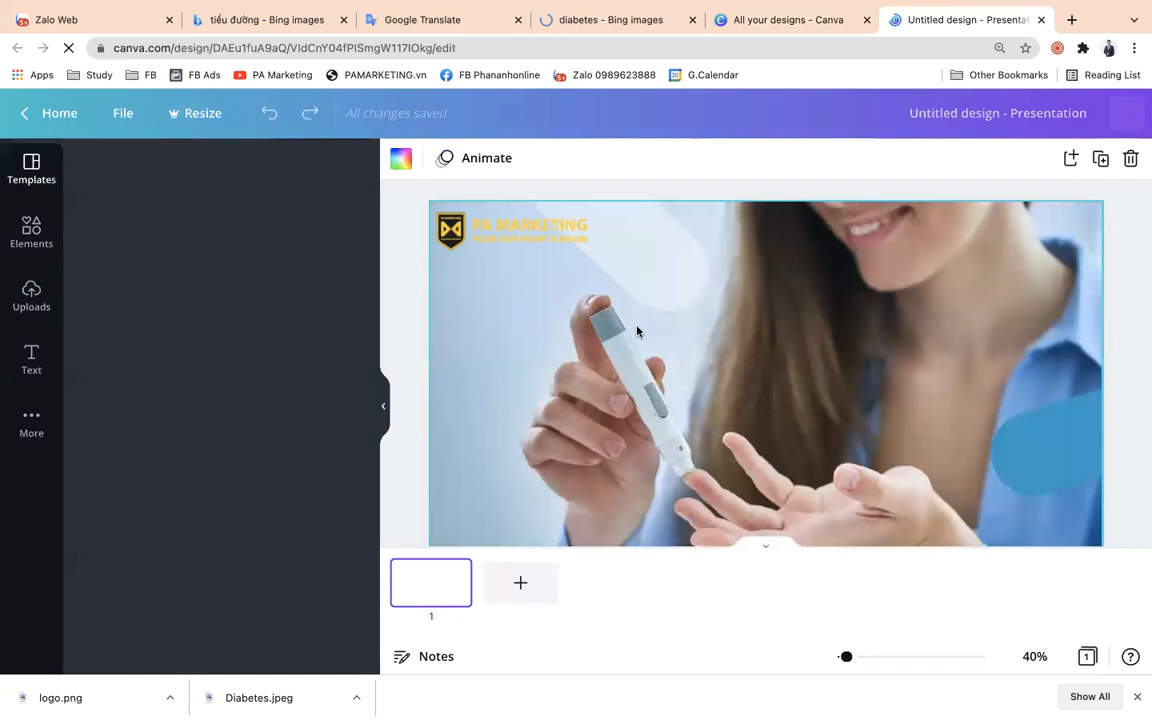 Zalo Web
tiểu đường - Bing images
Google Translate
diabetes - Bing images
All your designs - Canva
Untitled design - Presenta
canva.com/design/DAEu1fuA9aQ/VldCnY04fPISmgW117IOkg/edit
Apps
Study
FB
FB Ads
PA Marketing
PAMARKETING.vn
FB Phananhonline
Zalo 0989623888
G.Calendar
Other Bookmarks
Reading List
Home
File
Resize
All changes saved
Untitled design - Presentation
Templates
Elements
Uploads
Text
More
Animate
PA MARKETING
1
Notes
40%
1
logo.png
Diabetes.jpeg
Show All